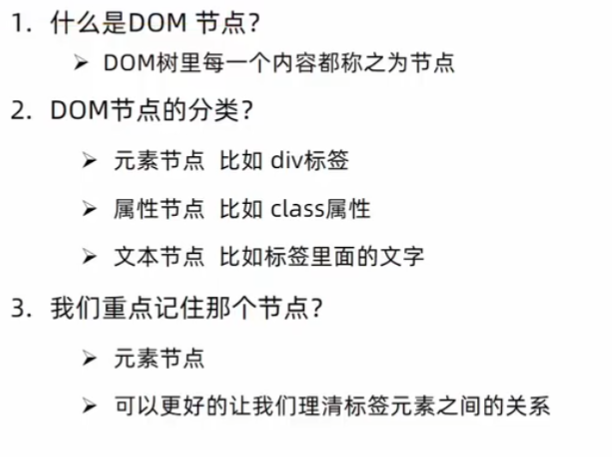 1. 什么是DOM 节点？
➢ DOM树里每一个内容都称之为节点
2. DOM节点的分类？
➢ 元素节点 比如 div标签
➢ 属性节点 比如 class属性
➢ 文本节点 比如标签里面的文字
3. 我们重点记住那个节点？
➢ 元素节点
➢ 可以更好的让我们理清标签元素之间的关系